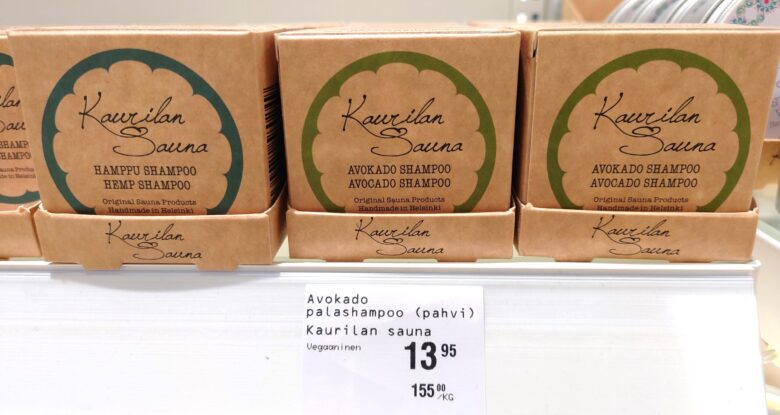 Kaurilan
Sauna
HAMPPU SHAMPOO
HEMP SHAMPOO
Original Sauna Products
Handmade in Helsinki
Kaurilan
Sauna
Kaurilan
Sauna
AVOKADO SHAMPOO
AVOCADO SHAMPOO
Original Sauna Products
Handmade in Helsinki
Kaurilan
Sauna
Kaurilan
Sauna
AVOKADO SHAMPOO
AVOCADO SHAMPOO
Original Sauna Products
Handmade in Helsinki
Kaurilan
Sauna
Avokado
palashampoo (pahvi)
Kaurilan sauna
Vegaaninen
13 95
155 00 /KG